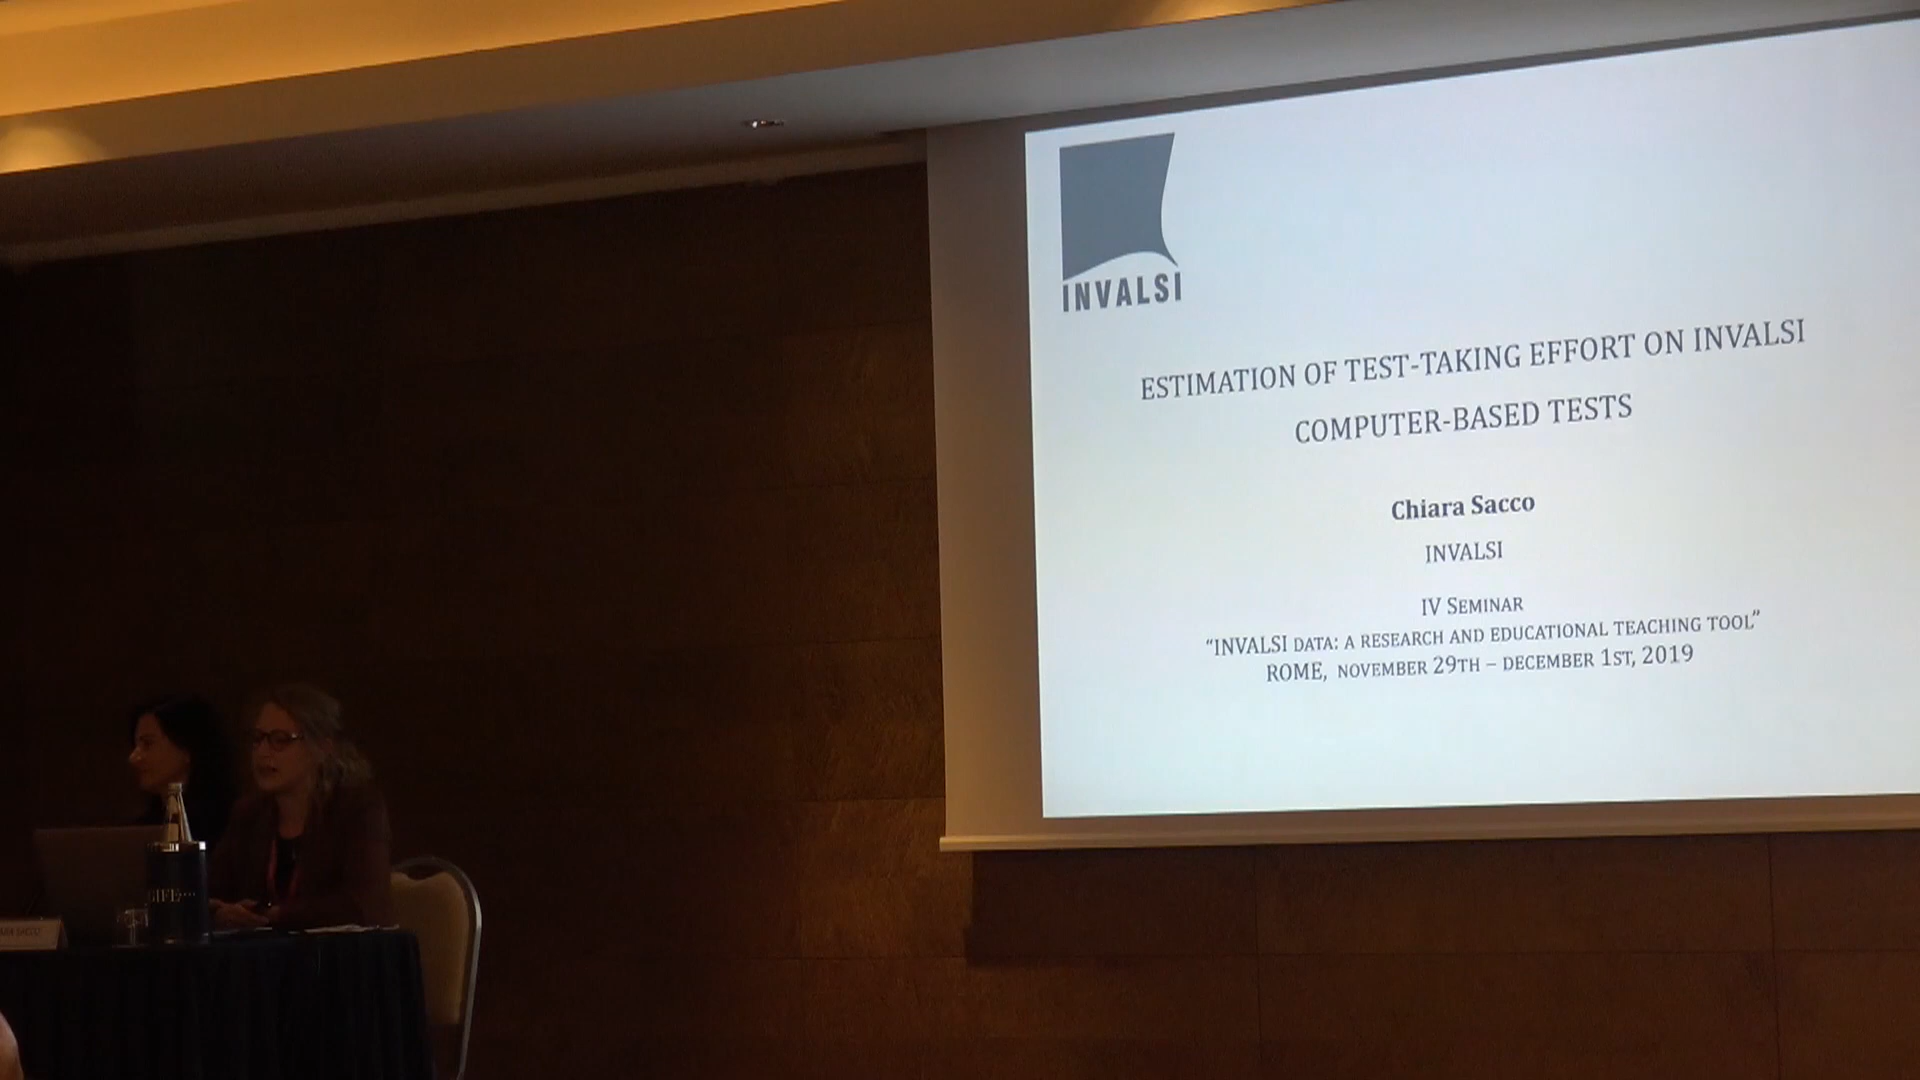 INVALSI
ESTIMATION OF TEST-TAKING EFFORT ON INVALSI
COMPUTER-BASED TESTS
Chiara Sacco
INVALSI
IV SEMINAR
“INVALSI DATA: A RESEARCH AND EDUCATIONAL TEACHING TOOL”
ROME, NOVEMBER 29TH – DECEMBER 1ST, 2019